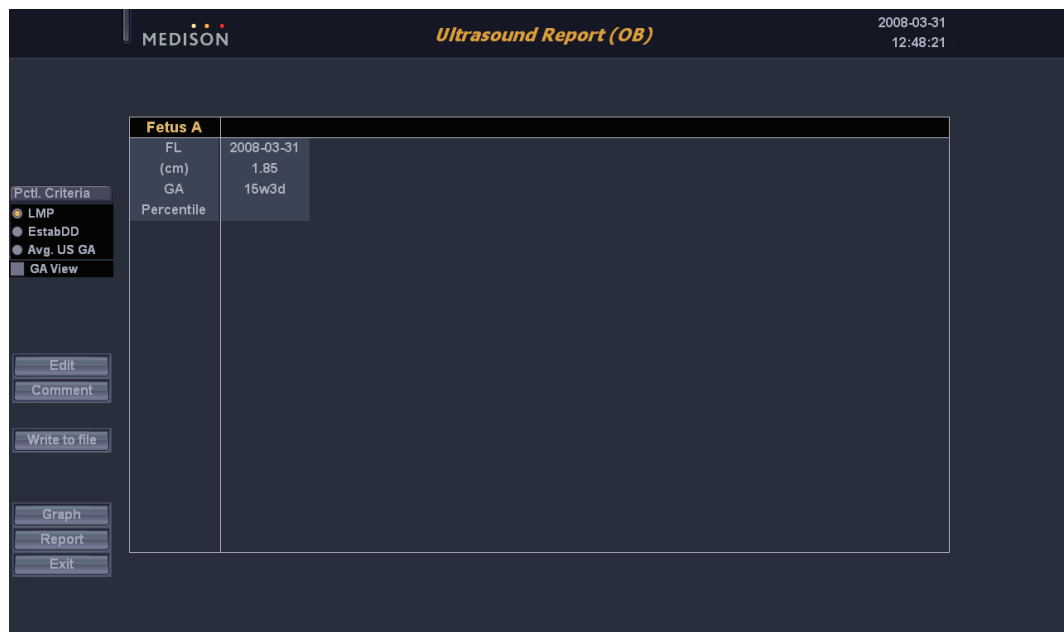 MEDISON
Ultrasound Report (OB)
2008-03-31
12:48:21
Fetus A
FL 2008-03-31
(cm) 1.85
GA 15w3d
Percentile
Pctl. Criteria
LMP
EstabDD
Avg. US GA
GA View
Edit
Comment
Write to file
Graph
Report
Exit